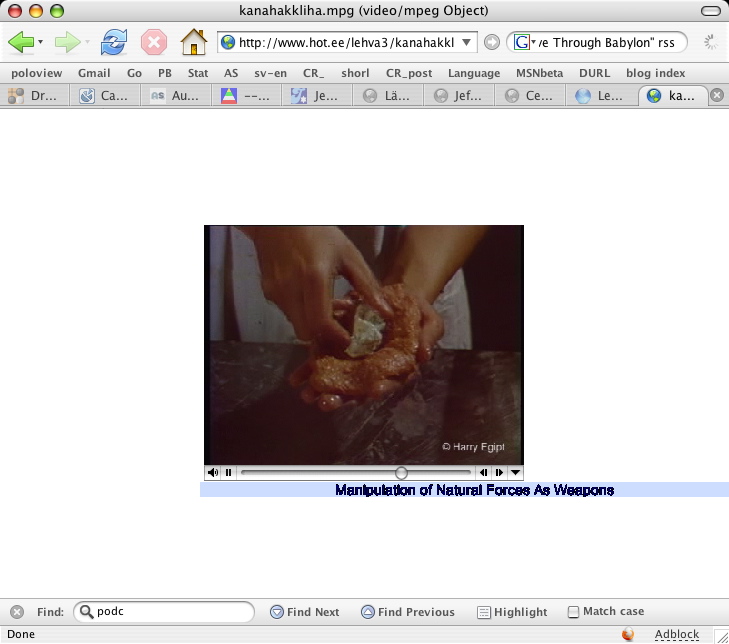 kanahakkliha.mpg (video/mpeg Object)
http://www.hot.ee/lehva3/kanahakkl
G
ve Through Babylon" rss
poloview Gmail Go PB Stat AS sv-en CR_ shorl CR_post Language MSNbeta DURL blog index
Dr... Ca... AS Au... --... Je... Lä... Jef... Ce... Le... ka...
© Harry Egipt
Manipulation of Natural Forces As Weapons
Find: podc Find Next Find Previous Highlight Match case
Done Adblock